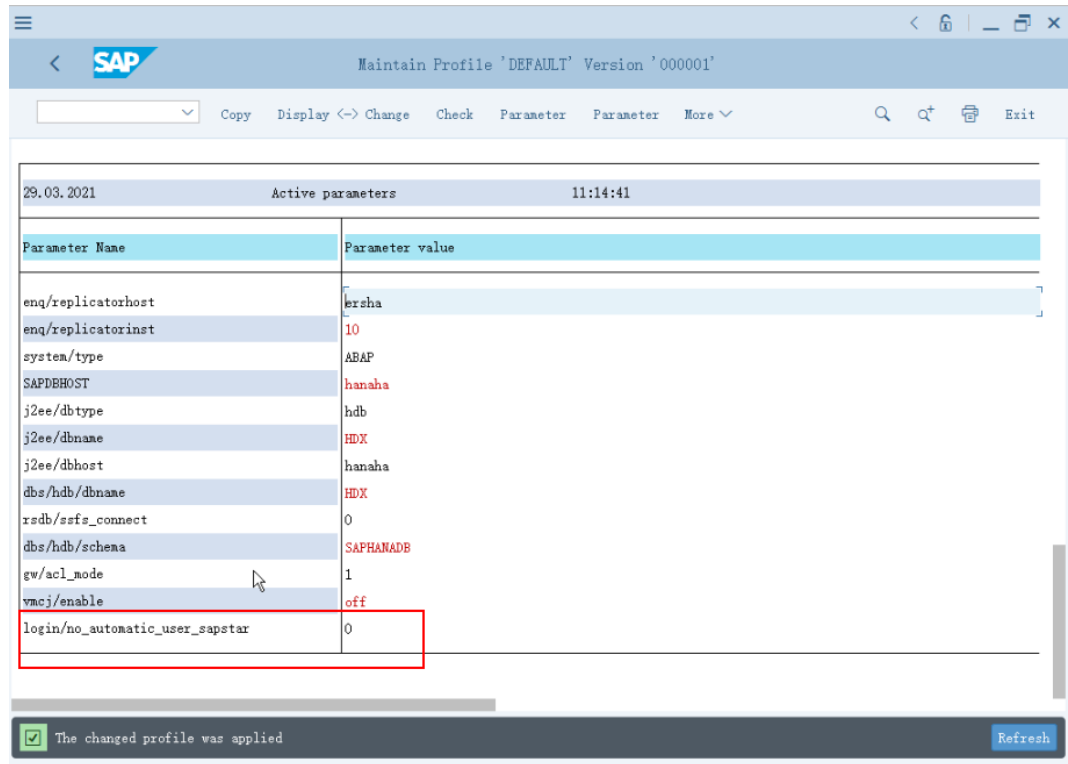 SAP Maintain Profile 'DEFAULT' Version '000001'
Copy Display <-> Change Check Parameter Parameter More Exit
29.03.2021 Active parameters 11:14:41
Parameter Name Parameter value
enq/replicatorhost ersha
enq/replicatorinst 10
system/type ABAP
SAPDBHOST hanaha
j2ee/dbtype hdb
j2ee/dbname HDX
j2ee/dbhost hanaha
dbs/hdb/dbname HDX
rsdb/ssfs_connect 0
dbs/hdb/schema SAPHANADB
gw/acl_mode 1
vmcj/enable off
login/no_automatic_user_sapstar 0
The changed profile was applied Refresh